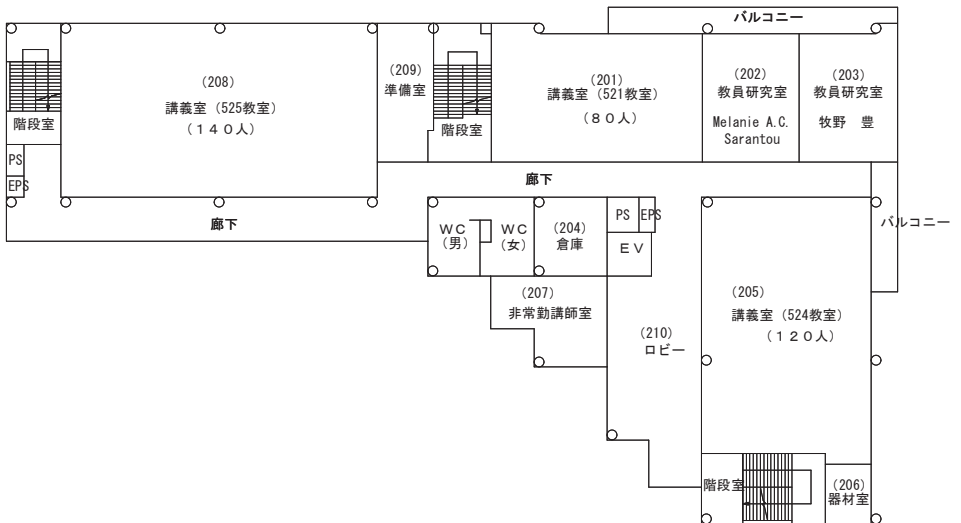 バルコニー
(208)
講義室（525教室）
（１４０人）
(209)
準備室
(201)
講義室（521教室）
（８０人）
(202)
教員研究室
Melanie A.C.
Sarantou
(203)
教員研究室
牧野　豊
階段室
階段室
PS
EPS
廊下
廊下
ＷＣ
（男）
ＷＣ
（女）
(204)
倉庫
PS
EPS
ＥＶ
バルコニー
(207)
非常勤講師室
(205)
講義室（524教室）
（１２０人）
(210)
ロビー
階段室
(206)
器材室